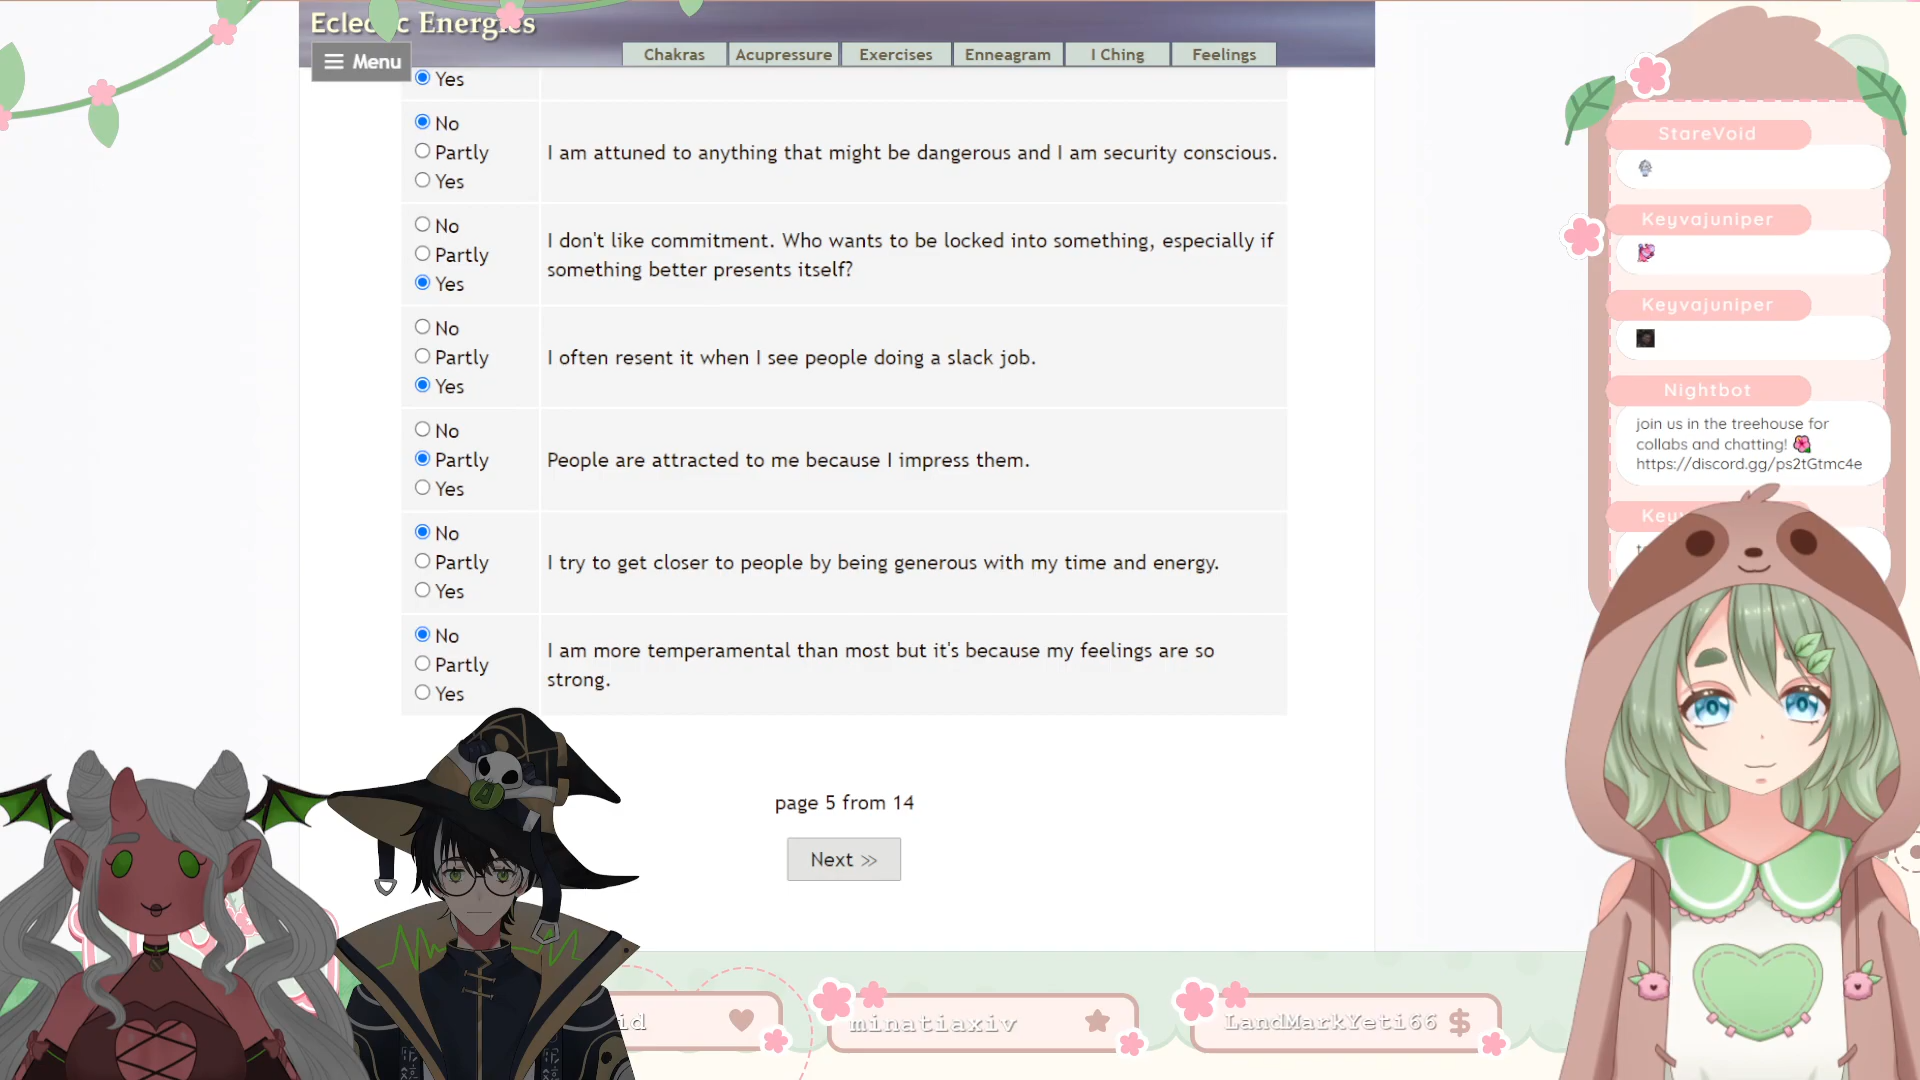 Eclectic Energies
Menu
Chakras
Acupressure
Exercises
Enneagram
I Ching
Feelings
Yes
No
Partly
Yes
I am attuned to anything that might be dangerous and I am security conscious.
No
Partly
Yes
I don't like commitment. Who wants to be locked into something, especially if
something better presents itself?
No
Partly
Yes
I often resent it when I see people doing a slack job.
No
Partly
Yes
People are attracted to me because I impress them.
No
Partly
Yes
I try to get closer to people by being generous with my time and energy.
No
Partly
Yes
I am more temperamental than most but it's because my feelings are so
strong.
page 5 from 14
Next >>
StareVoid
Keyvajuniper
Keyvajuniper
Nightbot
join us in the treehouse for
collabs and chatting!
https://discord.gg/ps2tGtmc4e
minatiaxiv
LandMarkYeti66